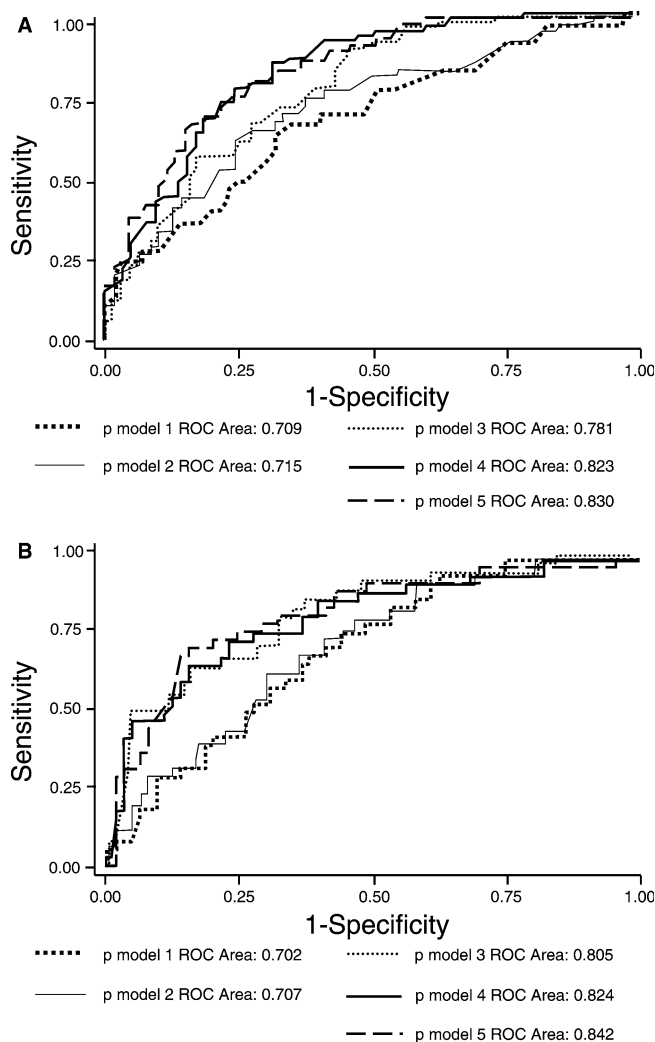 A
1.00
0.75
0.50
0.25
0.00
Sensitivity
0.00 0.25 0.50 0.75 1.00
1-Specificity
p model 1 ROC Area: 0.709
p model 2 ROC Area: 0.715
p model 3 ROC Area: 0.781
p model 4 ROC Area: 0.823
p model 5 ROC Area: 0.830
B
1.00
0.75
0.50
0.25
0.00
Sensitivity
0.00 0.25 0.50 0.75 1.00
1-Specificity
p model 1 ROC Area: 0.702
p model 2 ROC Area: 0.707
p model 3 ROC Area: 0.805
p model 4 ROC Area: 0.824
p model 5 ROC Area: 0.842